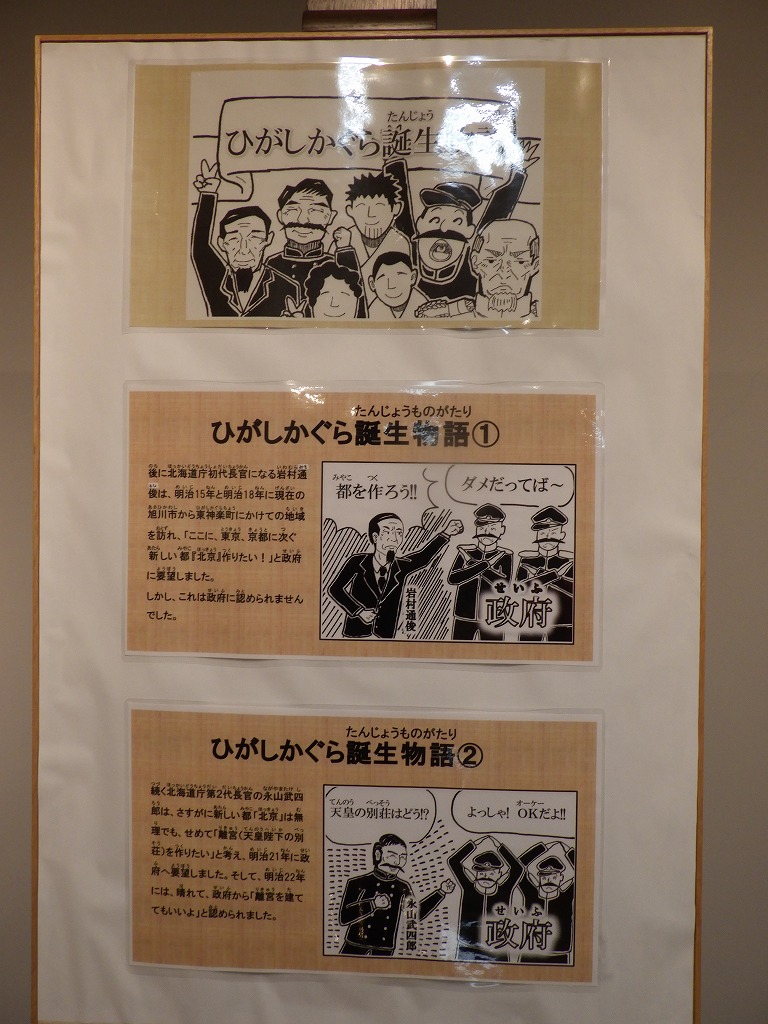 たんじょう
ひがしかぐら誕生
たんじょうものがたり
ひがしかぐら誕生物語①
後に北海道庁初代長官になる岩村通
俊は、明治15年と明治18年に現在の
旭川市から東神楽町にかけての地域
を訪れ、「ここに、東京、京都に次ぐ
新しい都『北京』作りたい！」と政府
に要望しました。
しかし、これは政府に認められません
でした。
みやこ つく
都を作ろう!!
ダメだってば～
岩村通俊
せいふ
政府
たんじょうものがたり
ひがしかぐら誕生物語②
続く北海道庁第2代長官の永山武四
郎は、さすがに新しい都「北京」は無
理でも、せめて「離宮（天皇陛下の別
荘）を作りたい」と考え、明治21年に政
府へ要望しました。そして、明治22年
には、晴れて、政府から「離宮を建て
てもいいよ」と認められました。
てんのう べっそう
天皇の別荘はどう!?
オーケー
よっしゃ! OKだよ!!
永山武四郎
せいふ
政府